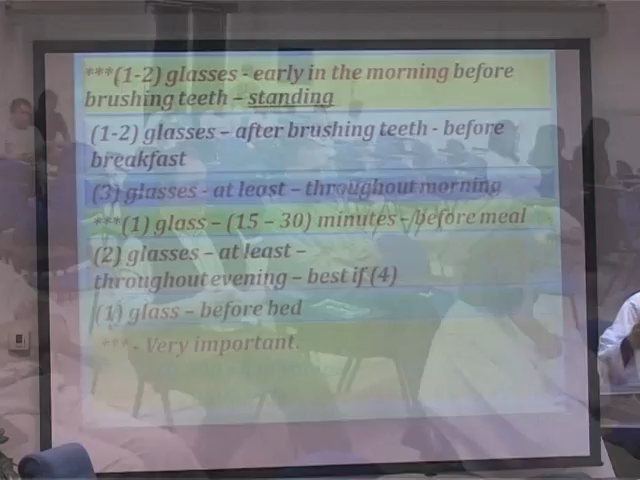 ***(1-2) glasses - early in the morning before
brushing teeth – standing
(1-2) glasses – after brushing teeth - before
breakfast
(3) glasses - at least – throughout morning
***(1) glass – (15 – 30) minutes - before meal
(2) glasses – at least –
throughout evening – best if (4)
(1) glass – before bed
*** - Very important.